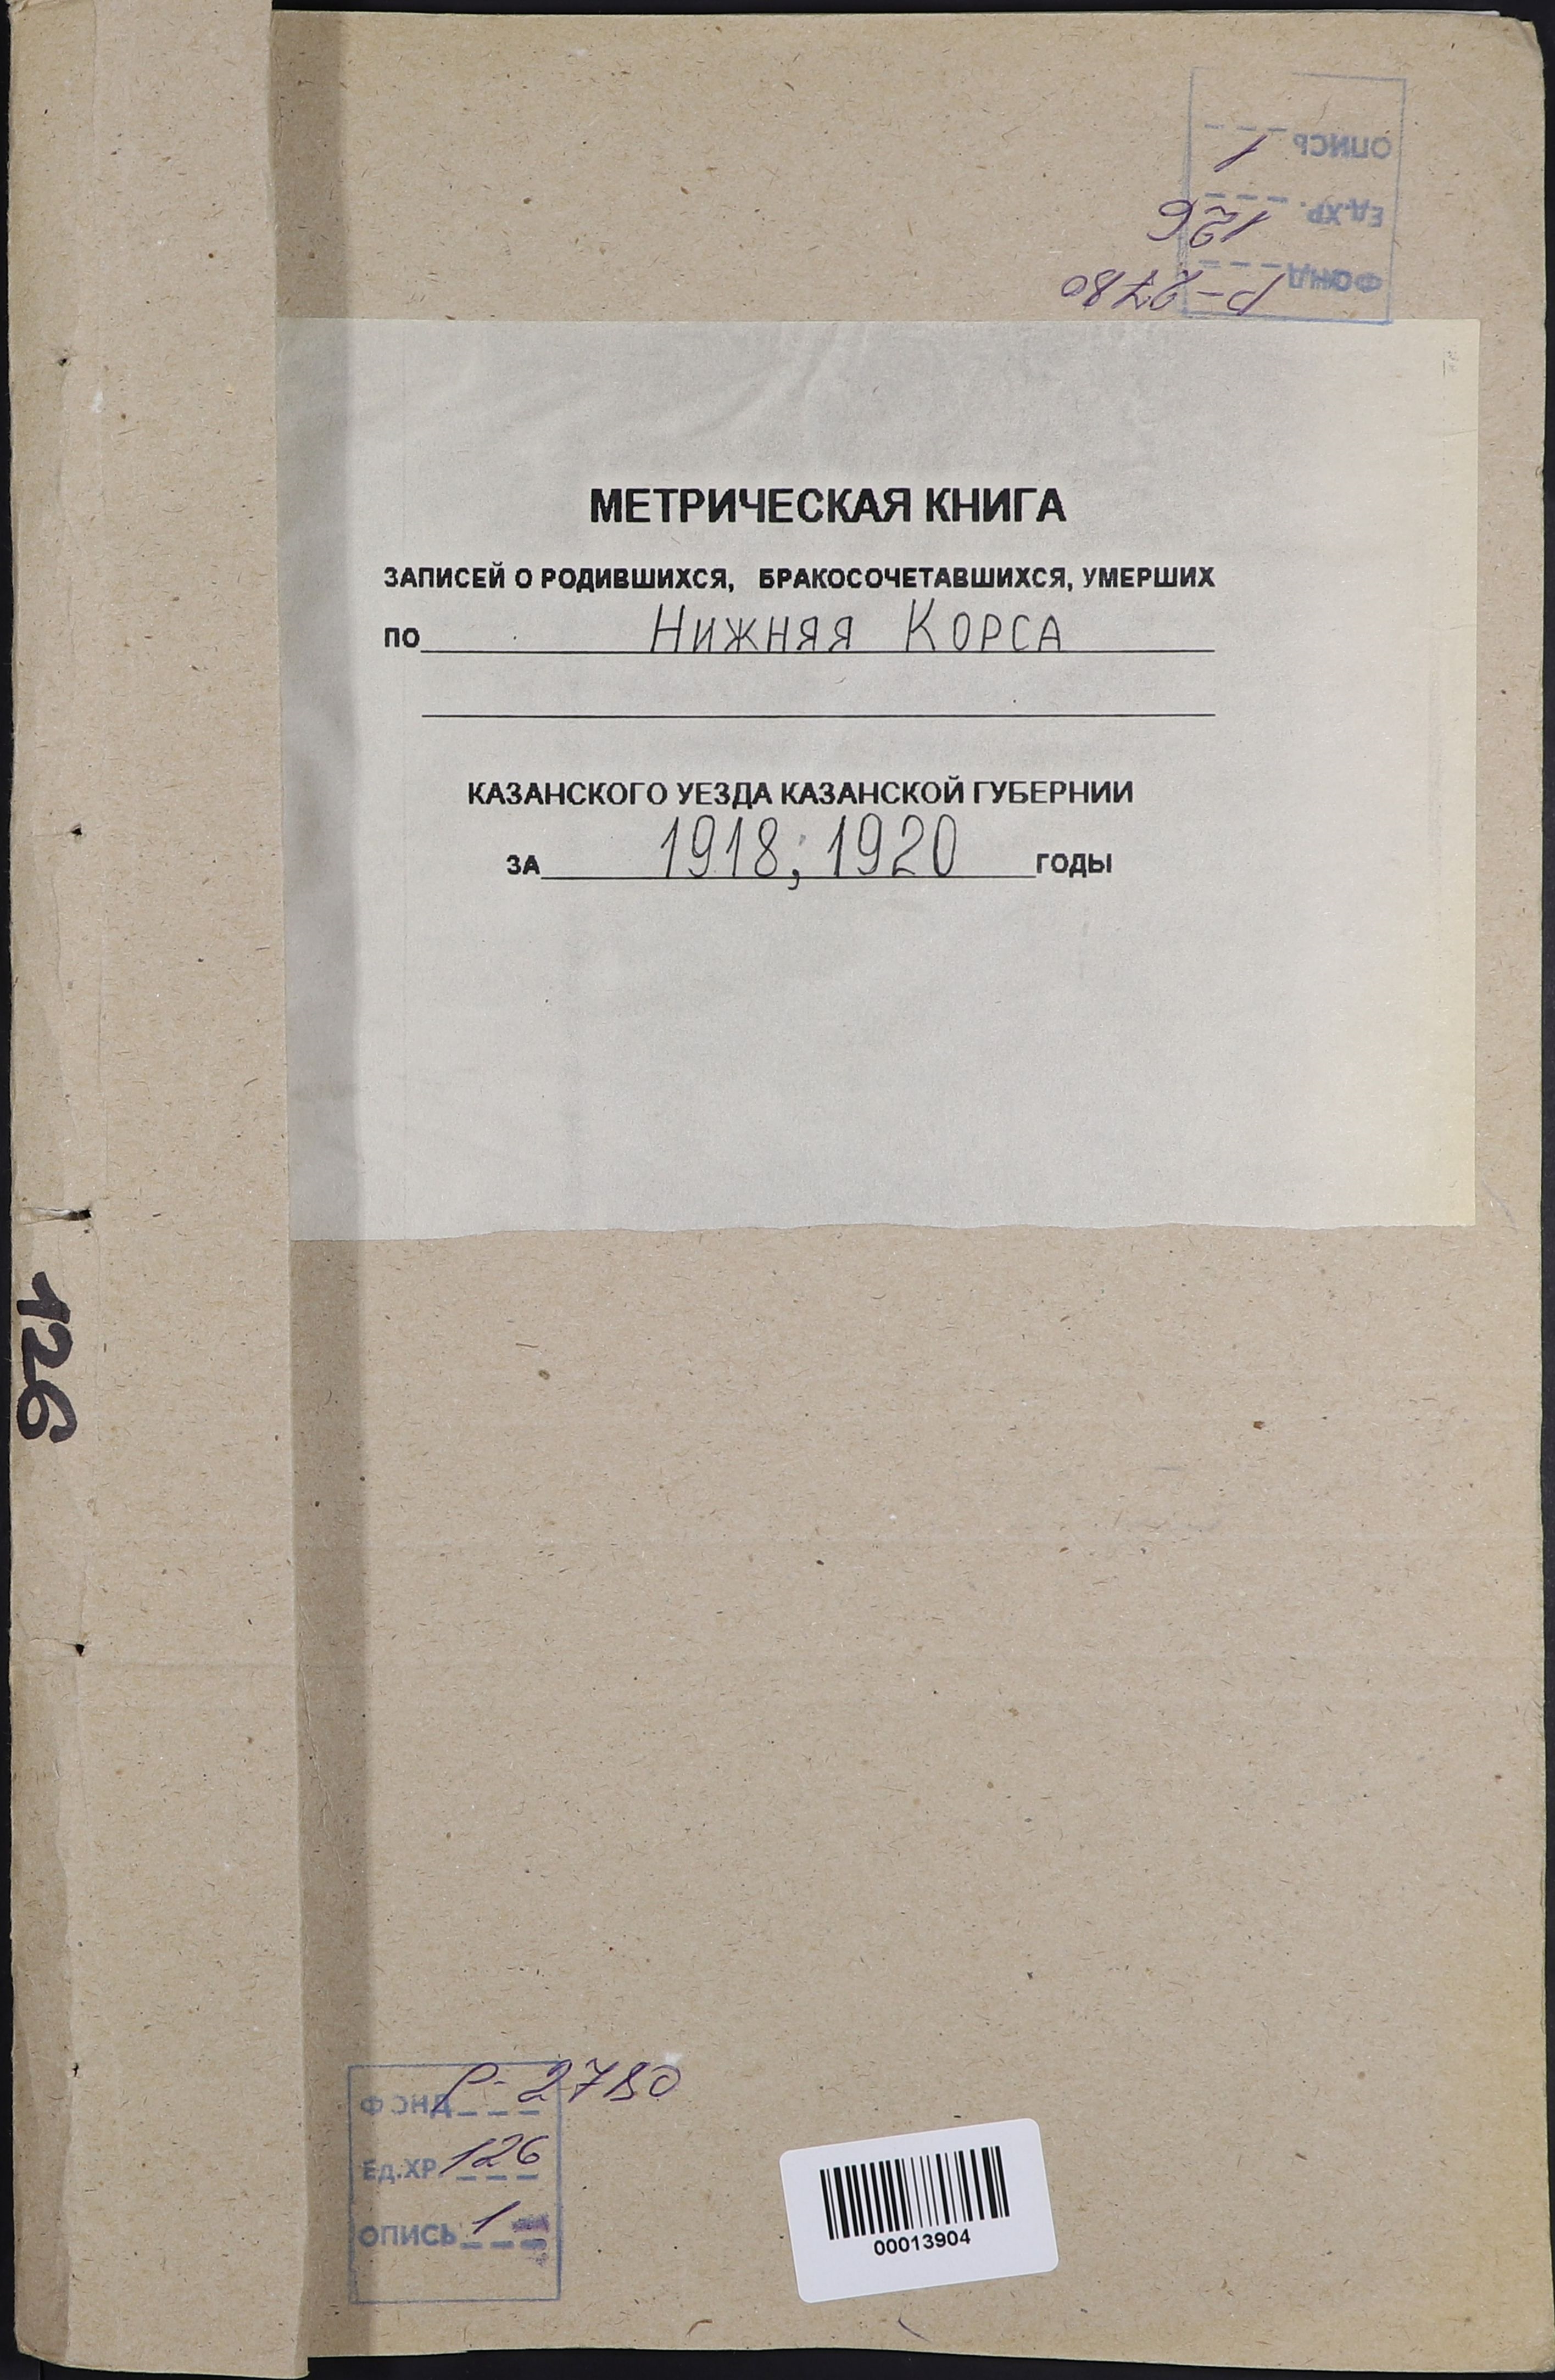 ОПИСЬ 1
ЕД.ХР. 126
ФОНД Р-2780
МЕТРИЧЕСКАЯ КНИГА
ЗАПИСЕЙ О РОДИВШИХСЯ, БРАКОСОЧЕТАВШИХСЯ, УМЕРШИХ
ПО НИЖНЯЯ КОРСА
КАЗАНСКОГО УЕЗДА КАЗАНСКОЙ ГУБЕРНИИ
ЗА 1918; 1920 ГОДЫ
126
ФОНД Р-2780
ЕД.ХР. 126
ОПИСЬ 1
00013904